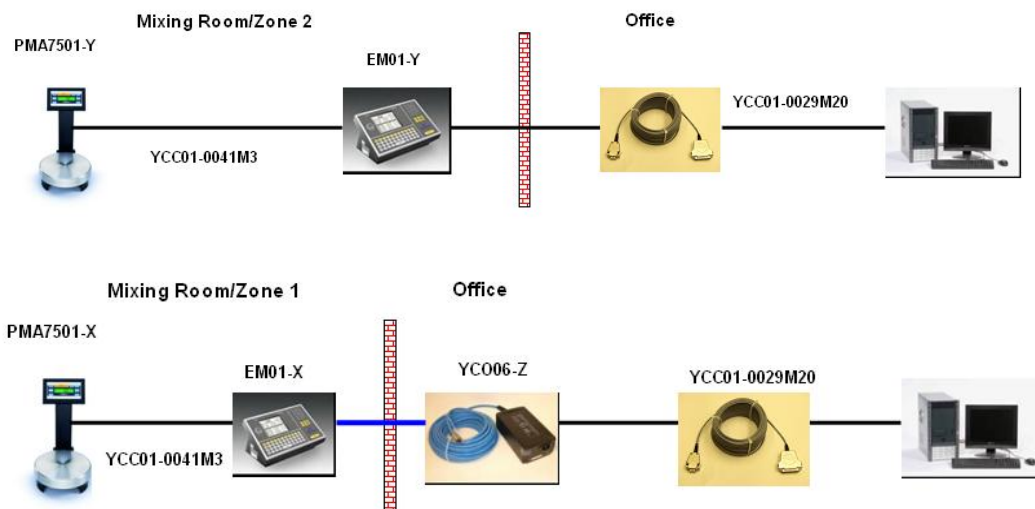 Mixing Room/Zone 2
Office
PMA7501-Y
EM01-Y
YCC01-0029M20
YCC01-0041M3
Mixing Room/Zone 1
Office
PMA7501-X
EM01-X
YCO06-Z
YCC01-0029M20
YCC01-0041M3